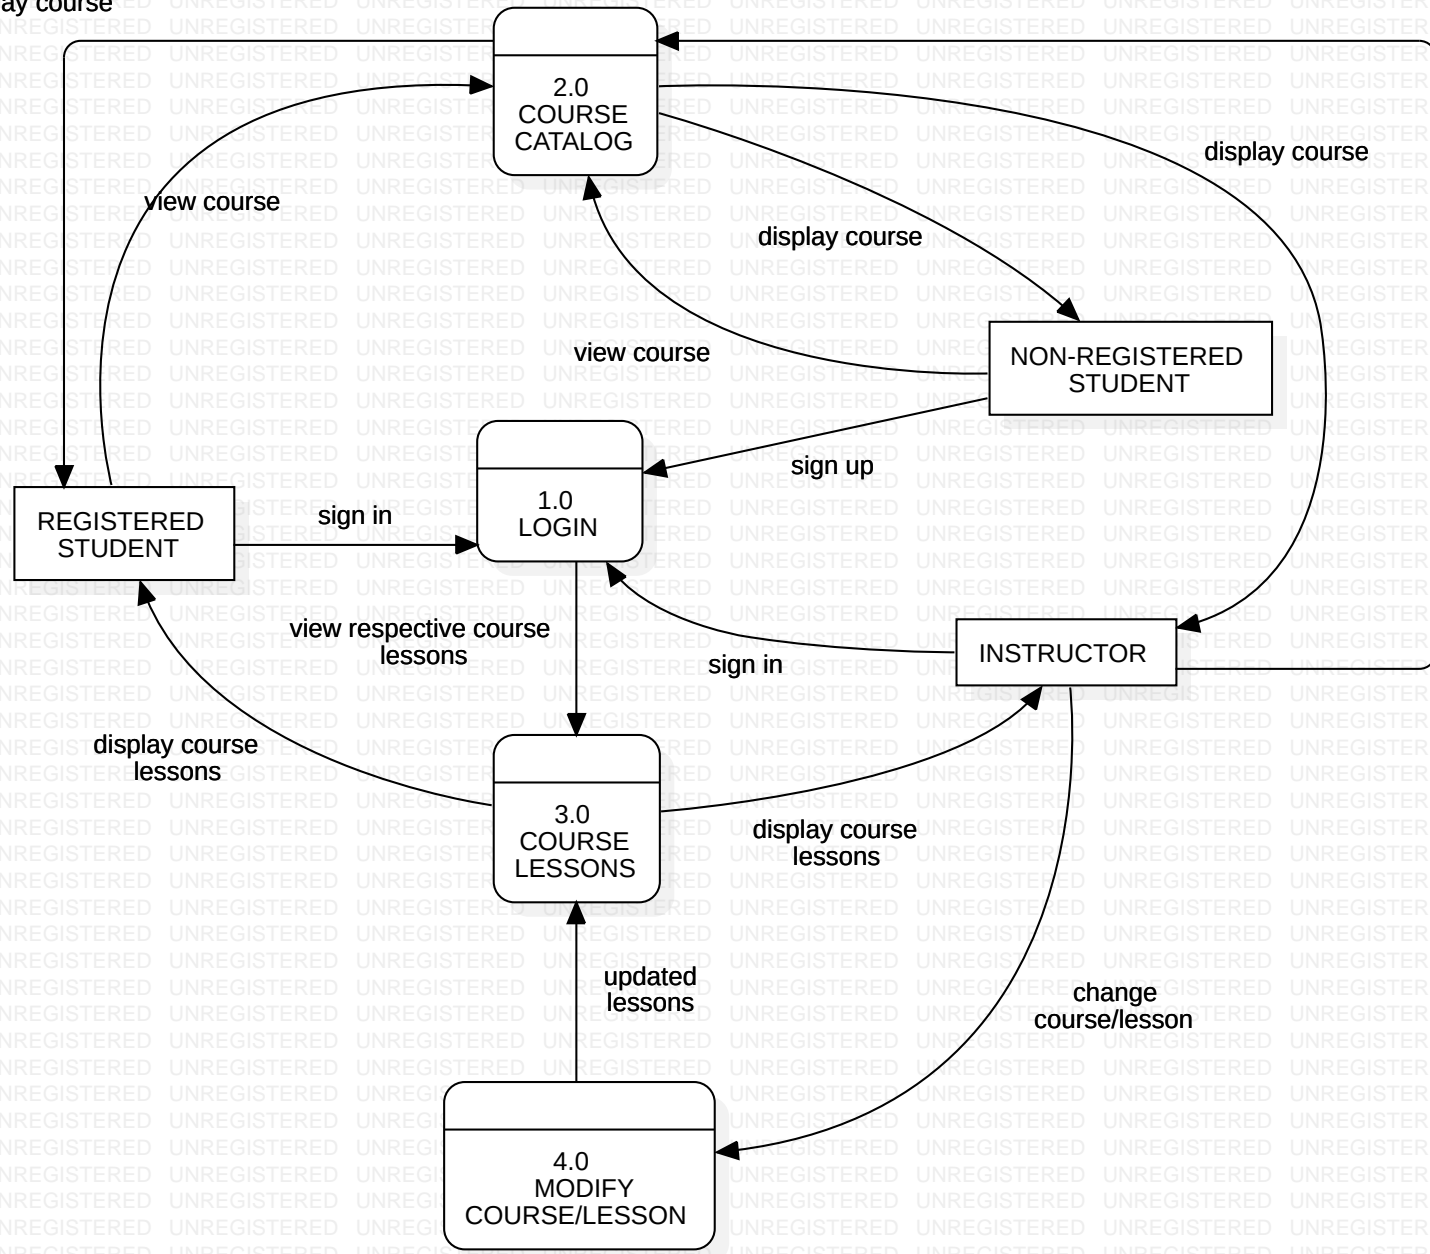 ay course
2.0
COURSE
CATALOG
display course
view course
display course
view course
NON-REGISTERED
STUDENT
sign up
1.0
LOGIN
sign in
REGISTERED
STUDENT
view respective course
lessons
sign in
INSTRUCTOR
display course
lessons
3.0
COURSE
LESSONS
display course
lessons
updated
lessons
change
course/lesson
4.0
MODIFY
COURSE/LESSON
UNREGISTERED